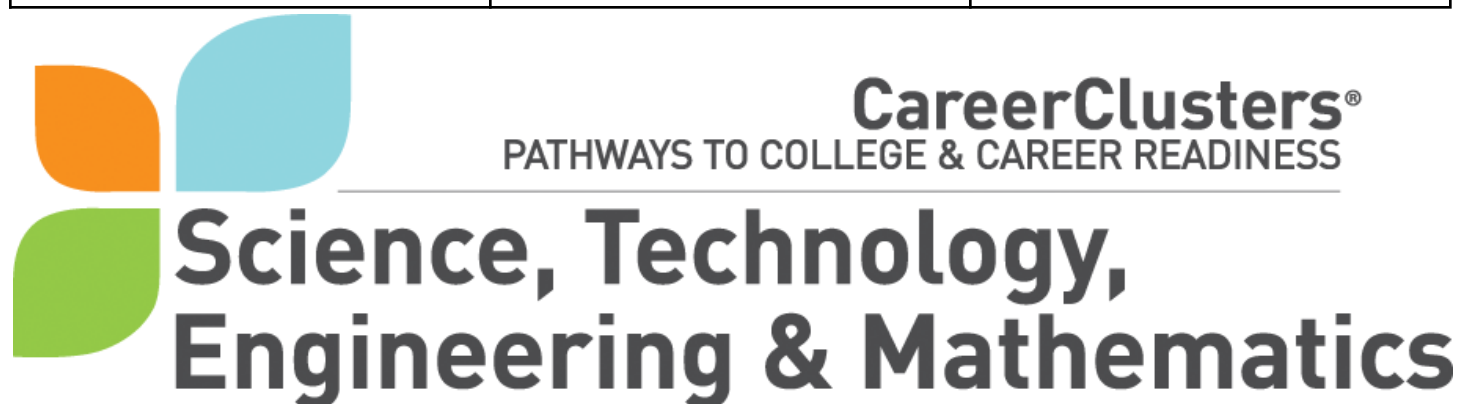 CareerClusters®
PATHWAYS TO COLLEGE & CAREER READINESS
Science, Technology,
Engineering & Mathematics